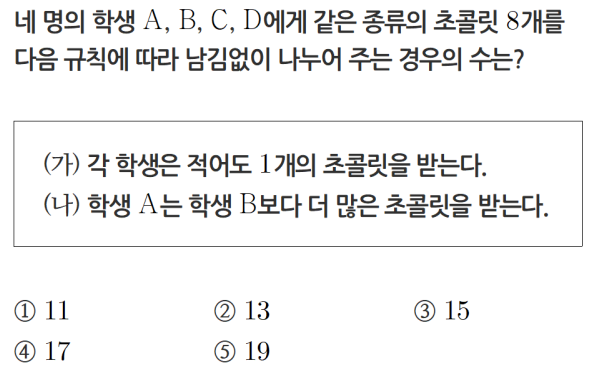 네 명의 학생 A, B, C, D에게 같은 종류의 초콜릿 8개를
다음 규칙에 따라 남김없이 나누어 주는 경우의 수는?
(가) 각 학생은 적어도 1개의 초콜릿을 받는다.
(나) 학생 A는 학생 B보다 더 많은 초콜릿을 받는다.
① 11 ② 13 ③ 15
④ 17 ⑤ 19